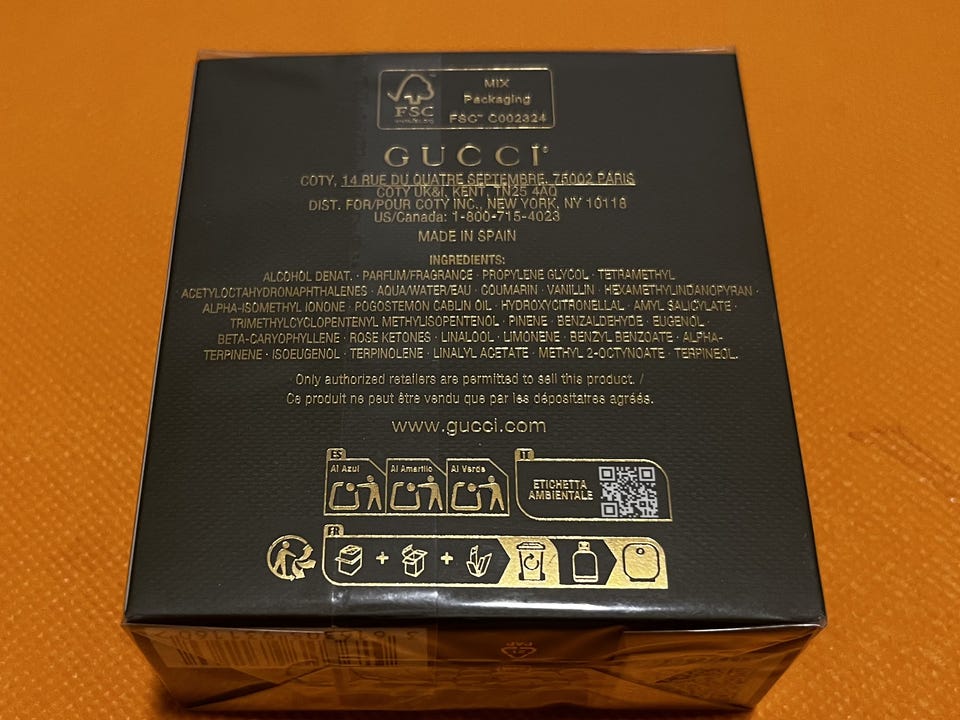 MIX
Packaging
FSC™ C002324
FSC
GUCCI®
COTY, 14 RUE DU QUATRE SEPTEMBRE, 75002 PARIS
COTY UK&I, KENT, TN25 4AQ
DIST. FOR/POUR COTY INC., NEW YORK, NY 10118
US/Canada: 1-800-715-4023
MADE IN SPAIN
INGREDIENTS:
ALCOHOL DENAT. · PARFUM/FRAGRANCE · PROPYLENE GLYCOL · TETRAMETHYL
ACETYLOCTAHYDRONAPHTHALENES · AQUA/WATER/EAU · COUMARIN · VANILLIN · HEXAMETHYLINDANOPYRAN ·
ALPHA-ISOMETHYL IONONE · POGOSTEMON CABLIN OIL · HYDROXYCITRONELLAL · AMYL SALICYLATE ·
TRIMETHYLCYCLOPENTENYL METHYLISOPENTENOL · PINENE · BENZALDEHYDE · EUGENOL ·
BETA-CARYOPHYLLENE · ROSE KETONES · LINALOOL · LIMONENE · BENZYL BENZOATE · ALPHA-
TERPINENE · ISOEUGENOL · TERPINOLENE · LINALYL ACETATE · METHYL 2-OCTYNOATE · TERPINEOL.
Only authorized retailers are permitted to sell this product. /
Ce produit ne peut être vendu que par les dépositaires agréés.
www.gucci.com
ES
Al Azul
Al Amarillo
Al Verde
IT
ETICHETTA
AMBIENTALE
FR
+ +
21
PAP